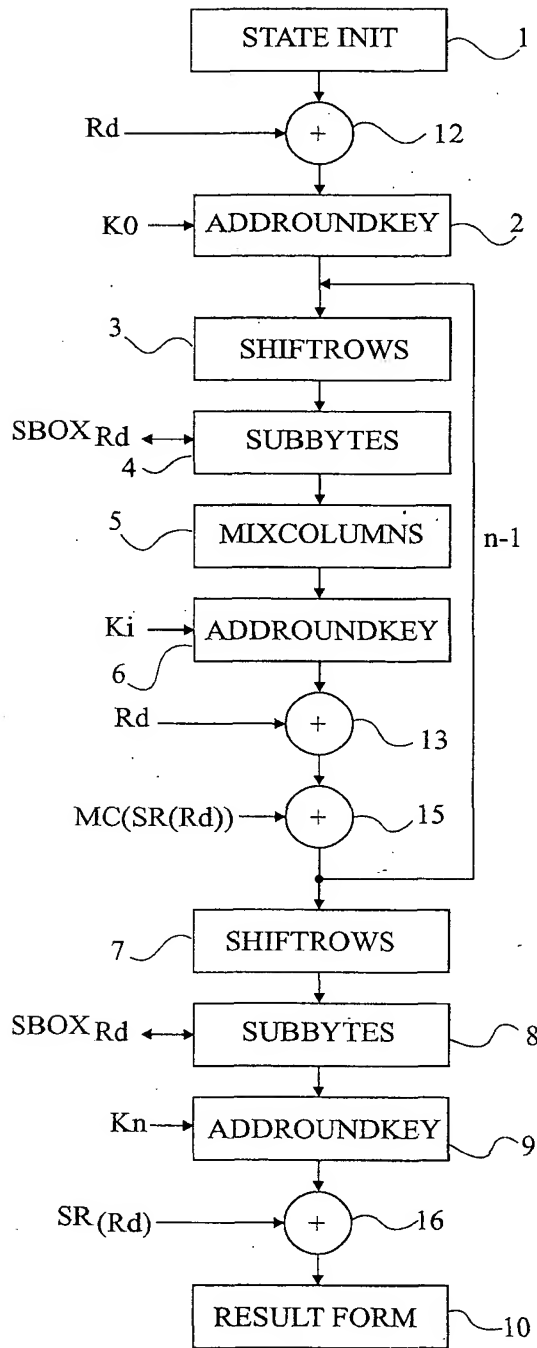 STATE INIT
1
Rd
+
12
K0
ADDROUNDKEY
2
3
SHIFTROWS
SBOX Rd
SUBBYTES
4
5
MIXCOLUMNS
n-1
Ki
ADDROUNDKEY
6
Rd
+
13
MC(SR(Rd))
+
15
SHIFTROWS
7
SBOX Rd
SUBBYTES
8
Kn
ADDROUNDKEY
9
SR(Rd)
+
16
RESULT FORM
10